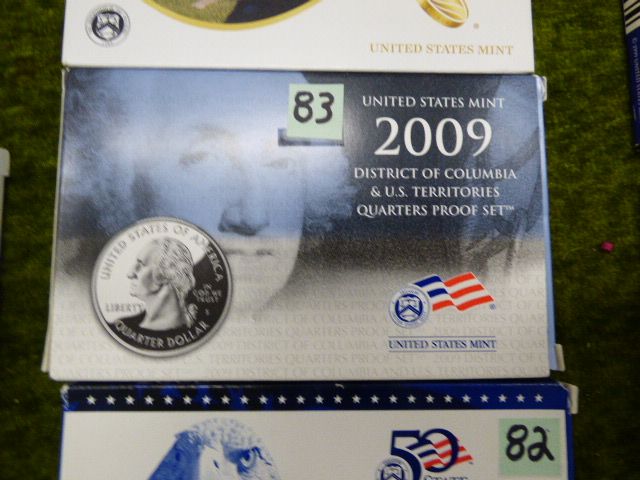 UNITED STATES MINT
83
UNITED STATES MINT
2009
DISTRICT OF COLUMBIA
& U.S. TERRITORIES
QUARTERS PROOF SET™
UNITED STATES OF AMERICA
LIBERTY
IN
GOD WE
TRUST
S
QUARTER DOLLAR
UNITED STATES MINT
50
STATE
82